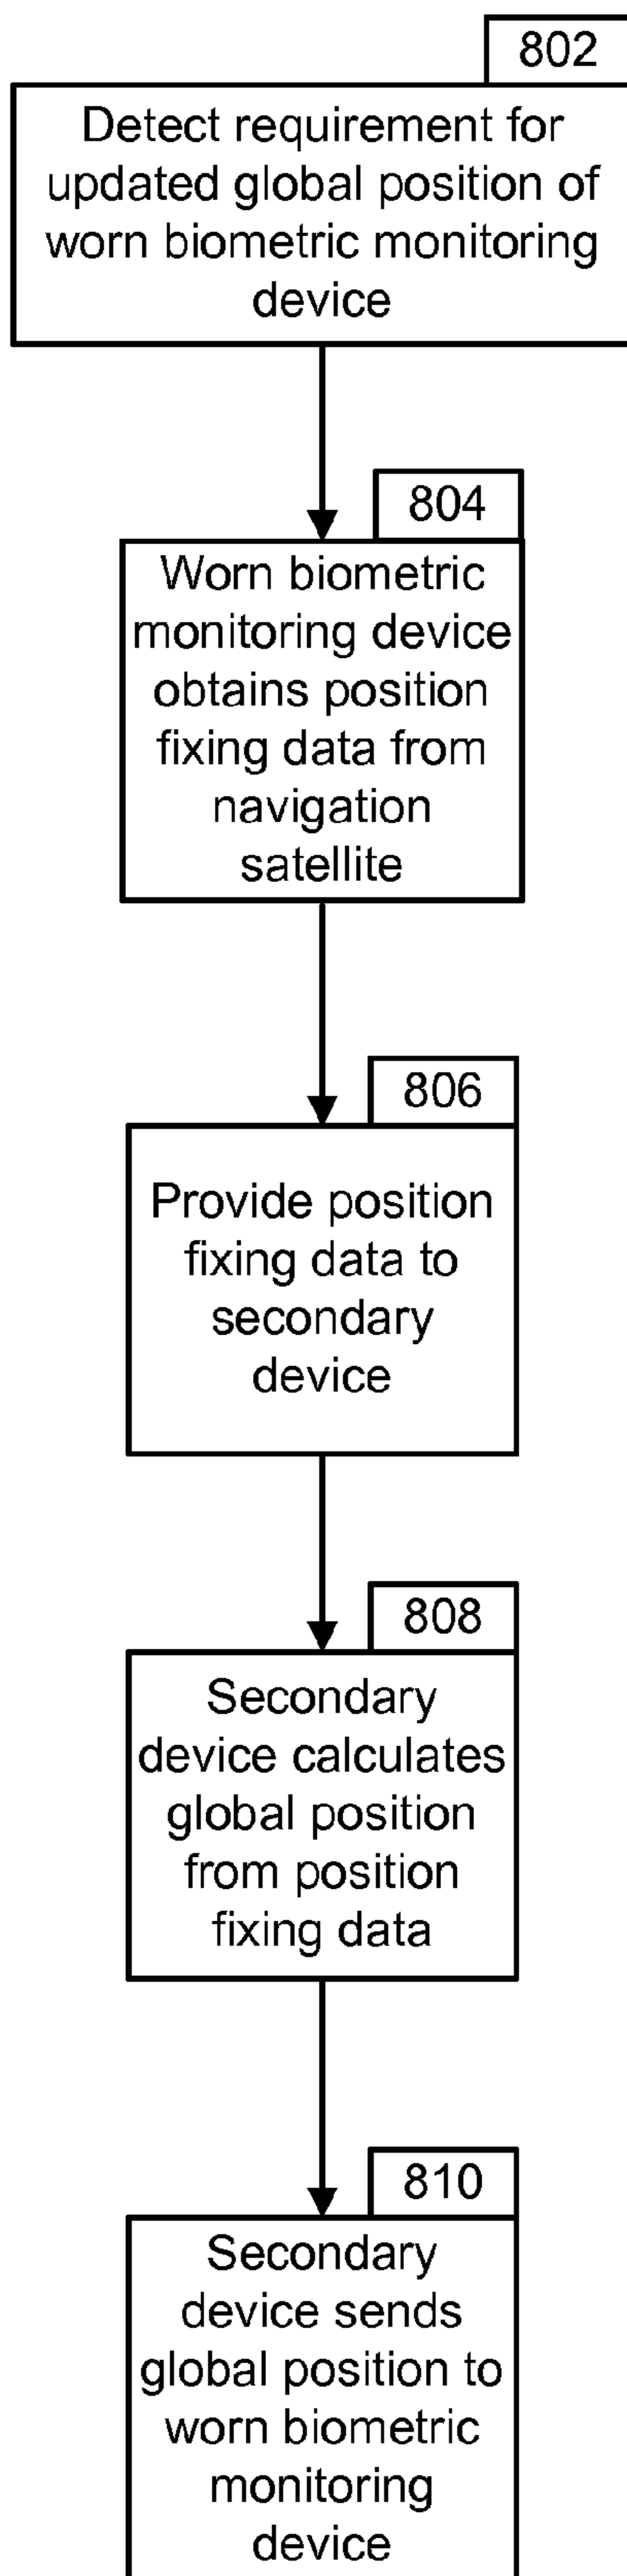 802
Detect requirement for
updated global position of
worn biometric monitoring
device
804
Worn biometric
monitoring device
obtains position
fixing data from
navigation
satellite
806
Provide position
fixing data to
secondary
device
808
Secondary
device calculates
global position
from position
fixing data
810
Secondary
device sends
global position to
worn biometric
monitoring
device